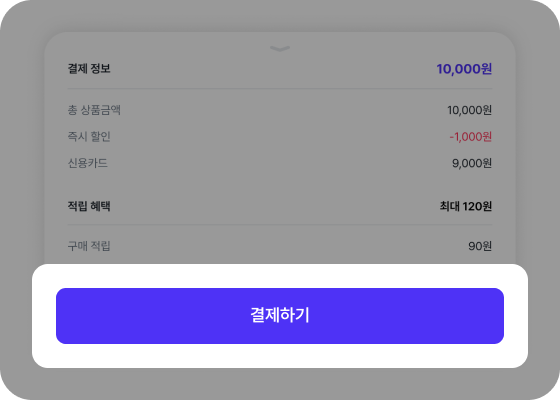 결제 정보 10,000원
총 상품금액 10,000원
즉시 할인 -1,000원
신용카드 9,000원
적립 혜택 최대 120원
구매 적립 90원
결제하기